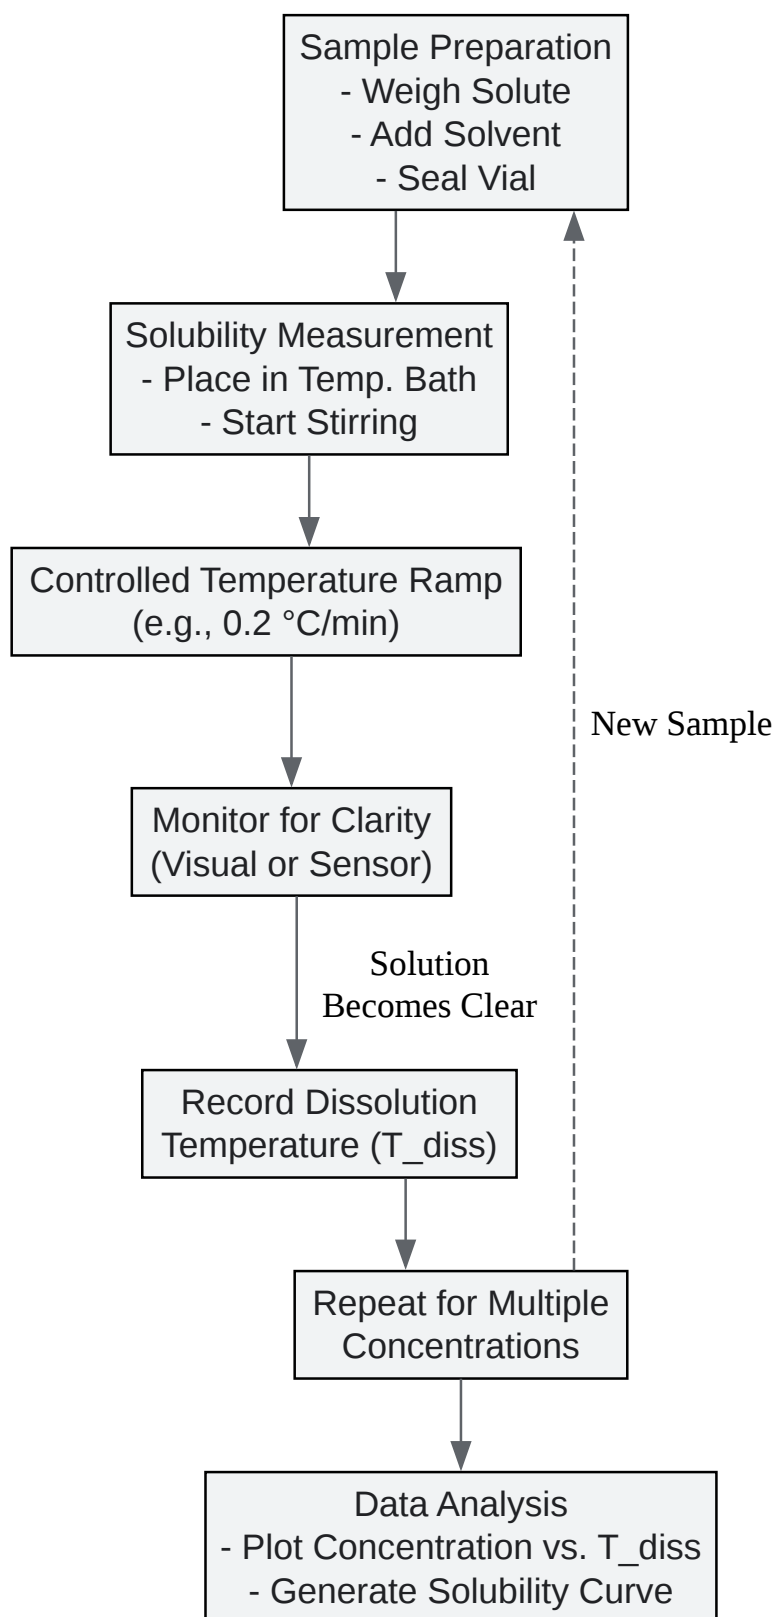 Sample Preparation
- Weigh Solute
- Add Solvent
- Seal Vial
Solubility Measurement
- Place in Temp. Bath
- Start Stirring
Controlled Temperature Ramp
(e.g., 0.2 °C/min)
New Sample
Monitor for Clarity
(Visual or Sensor)
Solution
Becomes Clear
Record Dissolution
Temperature (T_diss)
Repeat for Multiple
Concentrations
Data Analysis
- Plot Concentration vs. T_diss
- Generate Solubility Curve